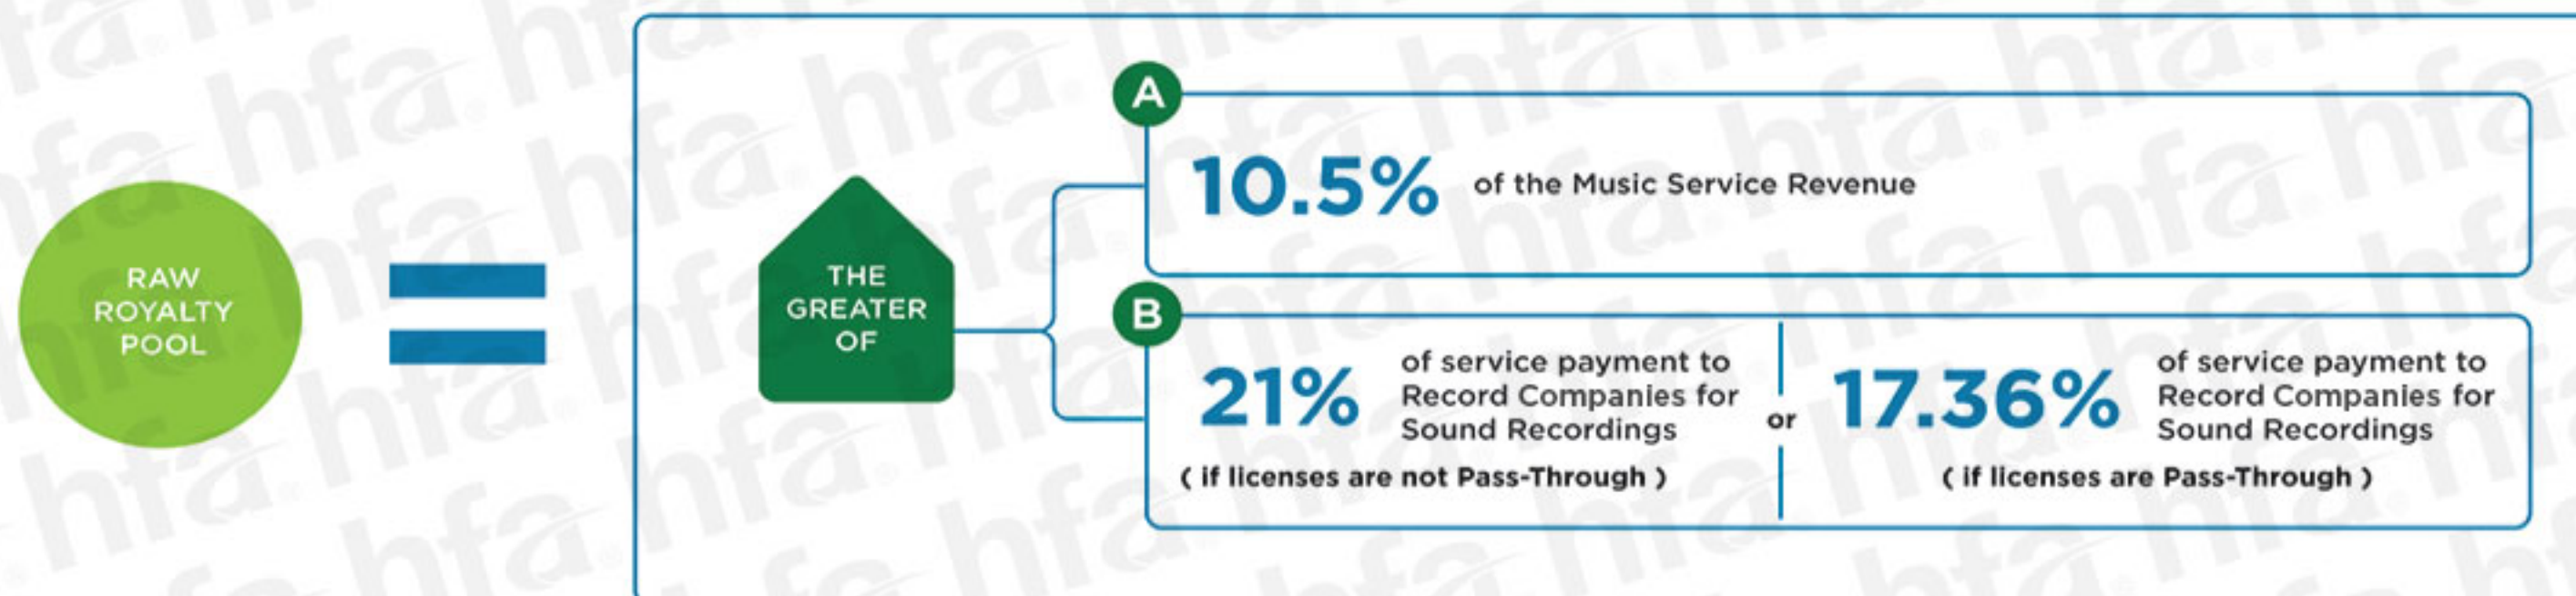 RAW
ROYALTY
POOL
THE
GREATER
OF
A
10.5% of the Music Service Revenue
B
21%
of service payment to
Record Companies for
Sound Recordings
( if licenses are not Pass-Through )
or
17.36%
of service payment to
Record Companies for
Sound Recordings
( if licenses are Pass-Through )
hfa